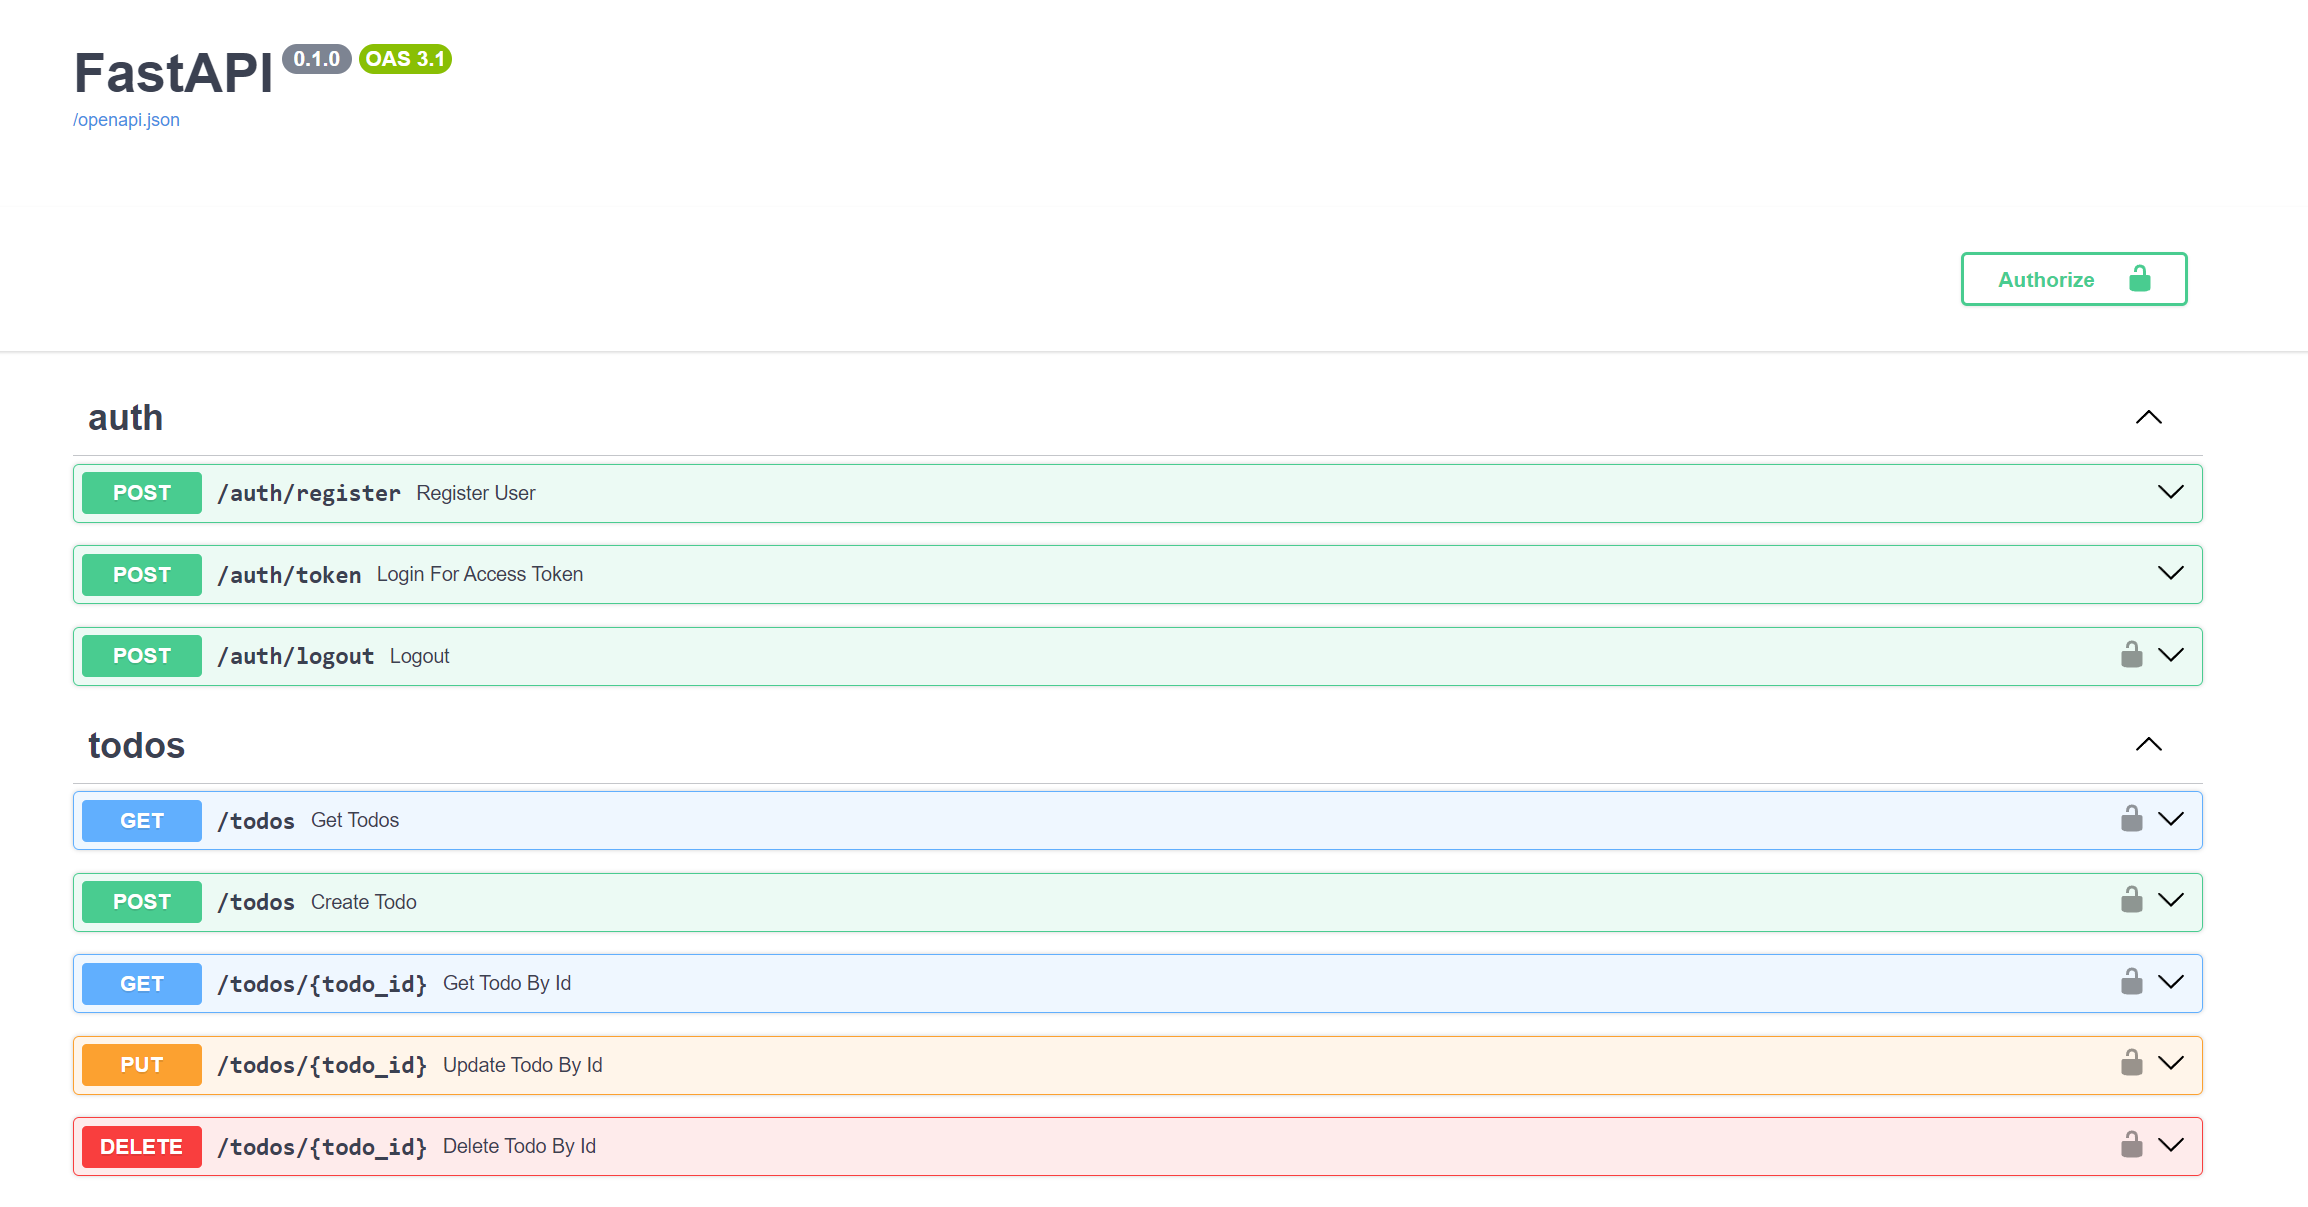 FastAPI 0.1.0 OAS 3.1
/openapi.json
Authorize
auth
POST /auth/register Register User
POST /auth/token Login For Access Token
POST /auth/logout Logout
todos
GET /todos Get Todos
POST /todos Create Todo
GET /todos/{todo_id} Get Todo By Id
PUT /todos/{todo_id} Update Todo By Id
DELETE /todos/{todo_id} Delete Todo By Id